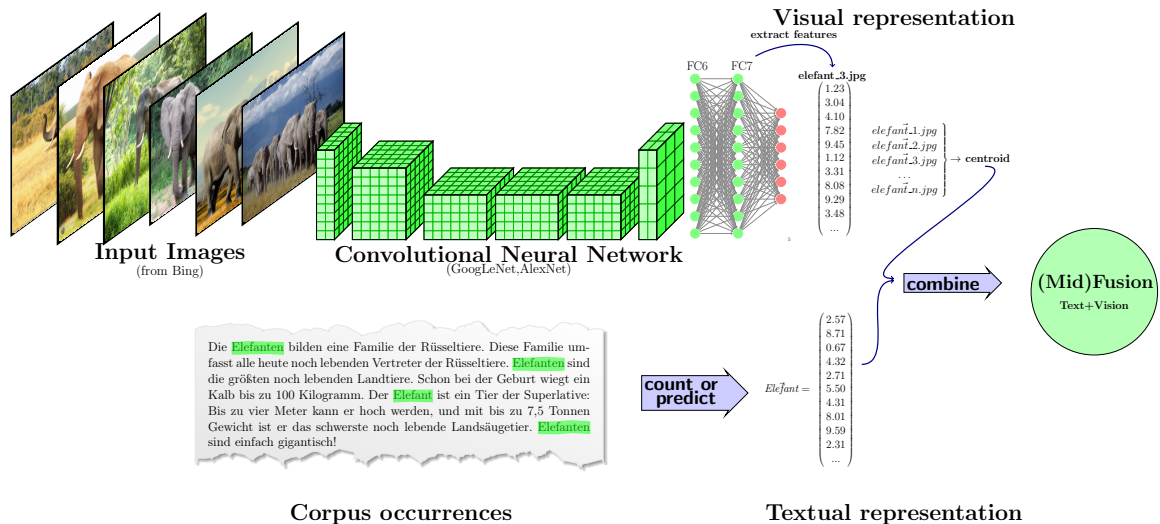 Visual representation
extract features
FC6 FC7
elefant_3.jpg
1.23
3.04
4.10
7.82
9.45
1.12
3.31
8.08
9.29
3.48
...
elefant_1.jpg
elefant_2.jpg
elefant_3.jpg
...
elefant_n.jpg
→ centroid
Input Images
(from Bing)
Convolutional Neural Network
(GoogLeNet,AlexNet)
combine
(Mid)Fusion
Text+Vision
Die Elefanten bilden eine Familie der Rüsseltiere. Diese Familie um-
fasst alle heute noch lebenden Vertreter der Rüsseltiere. Elefanten sind
die größten noch lebenden Landtiere. Schon bei der Geburt wiegt ein
Kalb bis zu 100 Kilogramm. Der Elefant ist ein Tier der Superlative:
Bis zu vier Meter kann er hoch werden, und mit bis zu 7,5 Tonnen
Gewicht ist er das schwerste noch lebende Landsäugetier. Elefanten
sind einfach gigantisch!
count or
predict
Elefant =
2.57
8.71
0.67
4.32
2.71
5.50
4.31
8.01
9.59
2.31
...
Corpus occurrences
Textual representation